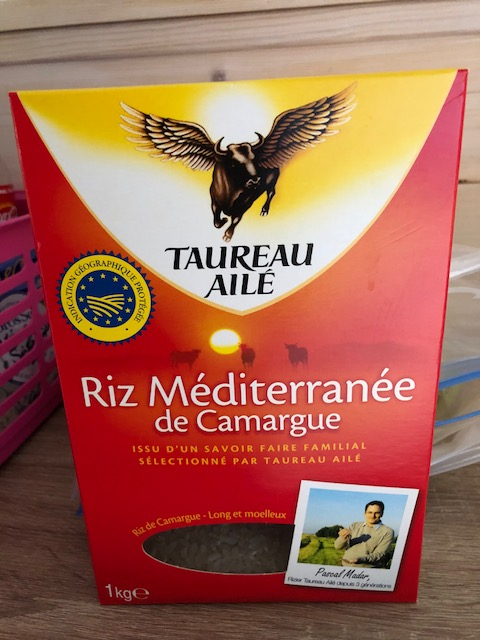 TAUREAU
AILÉ
INDICATION GÉOGRAPHIQUE PROTÉGÉE
Riz Méditerranée
de Camargue
ISSU D'UN SAVOIR FAIRE FAMILIAL
SÉLECTIONNÉ PAR TAUREAU AILÉ
Riz de Camargue - Long et moelleux
Pascal Madar,
Rizier Taureau Ailé depuis 3 générations
1kg℮